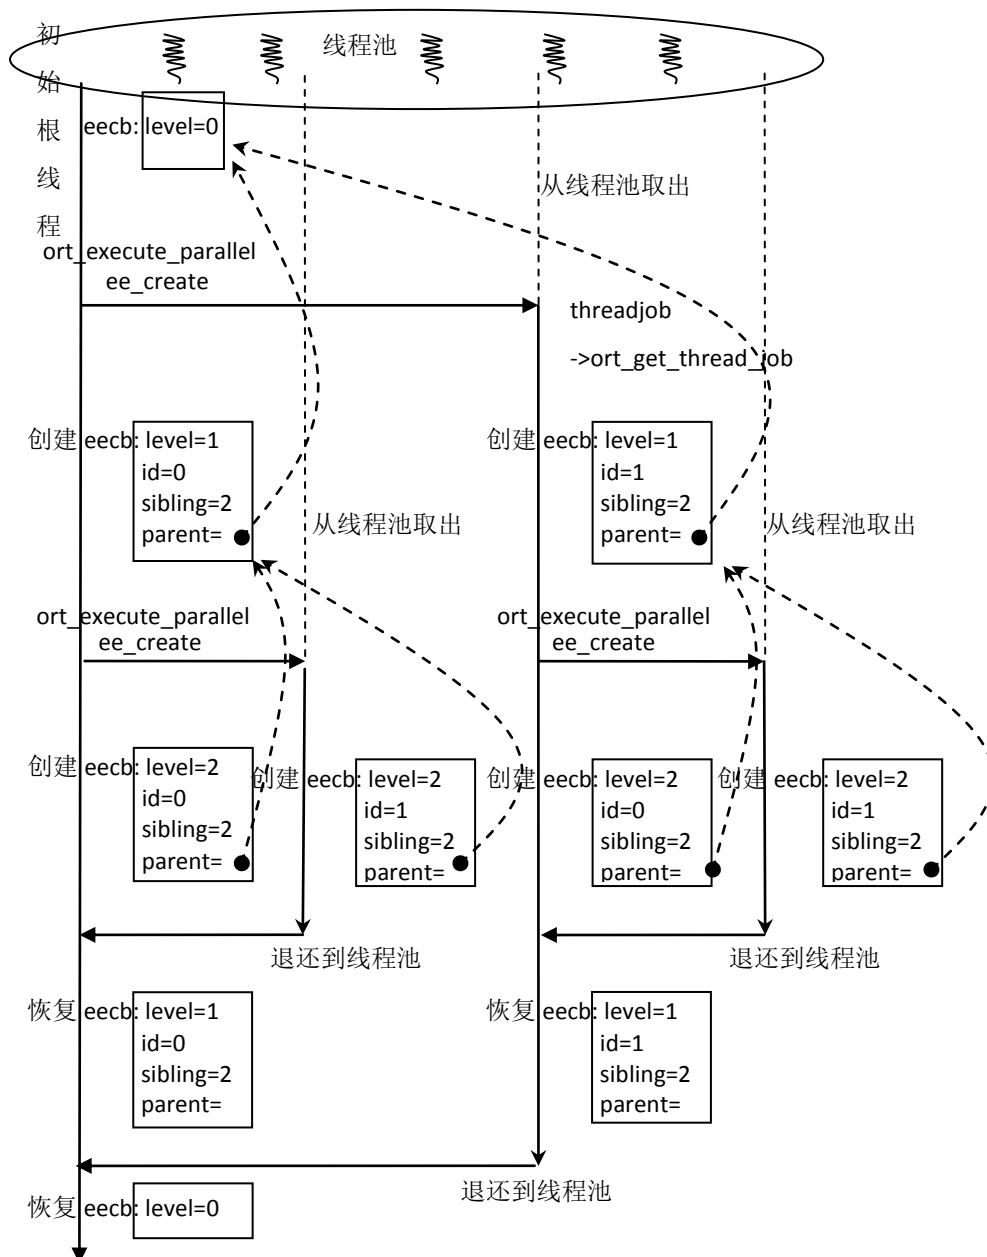 初始根线程
线程池
eecb: level=0
从线程池取出
ort_execute_parallel
ee_create
threadjob
->ort_get_thread_job
创建 eecb: level=1
id=0
sibling=2
parent=
创建 eecb: level=1
id=1
sibling=2
parent=
从线程池取出
从线程池取出
ort_execute_parallel
ee_create
ort_execute_parallel
ee_create
创建 eecb: level=2
id=0
sibling=2
parent=
创建 eecb: level=2
id=1
sibling=2
parent=
创建 eecb: level=2
id=0
sibling=2
parent=
创建 eecb: level=2
id=1
sibling=2
parent=
退还到线程池
退还到线程池
恢复 eecb: level=1
id=0
sibling=2
parent=
恢复 eecb: level=1
id=1
sibling=2
parent=
退还到线程池
恢复 eecb: level=0